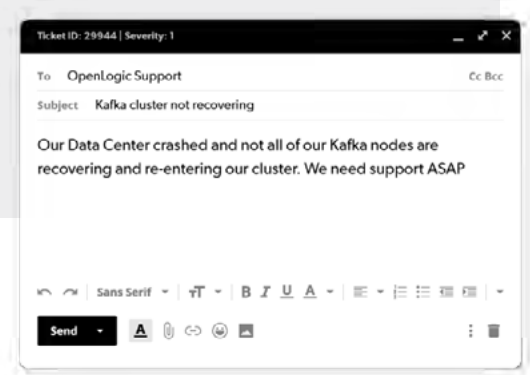 Ticket ID: 29944 | Severity: 1
To OpenLogic Support Cc Bcc
Subject Kafka cluster not recovering
Our Data Center crashed and not all of our Kafka nodes are
recovering and re-entering our cluster. We need support ASAP
Sans Serif B I U A
Send A